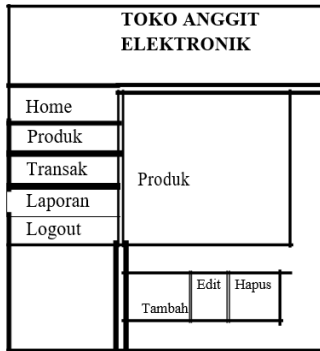 TOKO ANGGIT
ELEKTRONIK
Home
Produk
Transak
Laporan
Logout
Produk
Tambah
Edit
Hapus